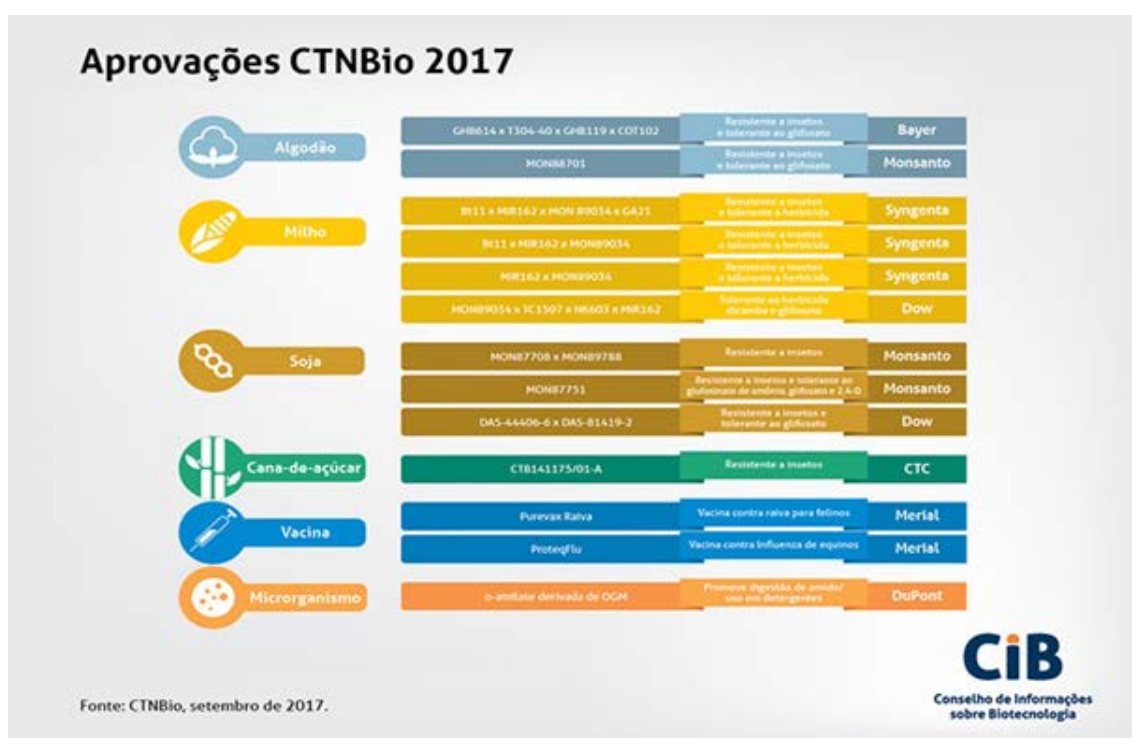 Aprovações CTNBio 2017
Algodão
GHB614 x T304-40 x GHB119 x COT102
Resistente a insetos
e tolerante ao glifosato
Bayer
MON88701
Resistente a insetos
e tolerante ao glifosato
Monsanto
Milho
Bt11 x MIR162 x MON 89034 x GA21
Resistente a insetos
e tolerante a herbicida
Syngenta
Bt11 x MIR162 x MON89034
Resistente a insetos
e tolerante a herbicida
Syngenta
MIR162 x MON89034
Resistente a insetos
e tolerante a herbicida
Syngenta
MON89034 x TC1507 x NK603 x MIR162
Tolerante ao herbicida
dicamba e glifosato
Dow
Soja
MON87708 x MON89788
Resistente a insetos
Monsanto
MON87751
Resistente a insetos e tolerante ao
glufosinato de amônia, glifosato e 2,4-D
Monsanto
DAS-44406-6 x DAS-81419-2
Resistente a insetos e
tolerante ao glifosato
Dow
Cana-de-açúcar
CTB141175/01-A
Resistente a insetos
CTC
Vacina
Purevax Raiva
Vacina contra raiva para felinos
Merial
ProteqFlu
Vacina contra Influenza de equinos
Merial
Microrganismo
α-amilase derivada de OGM
Promove digestão de amido/
uso em detergentes
DuPont
CiB
Conselho de Informações
sobre Biotecnologia
Fonte: CTNBio, setembro de 2017.